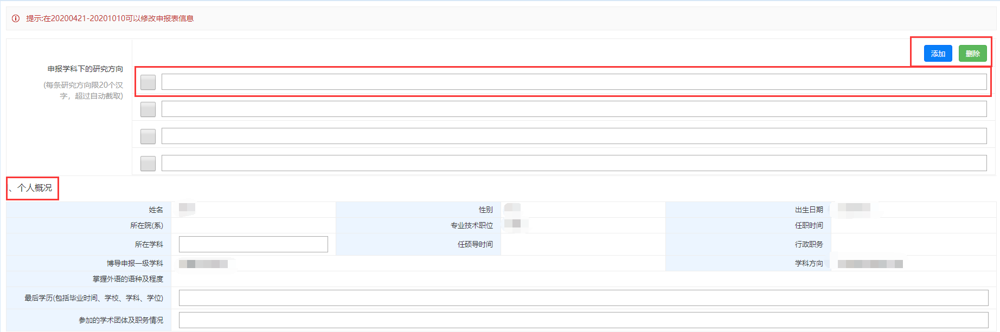 提示:在20200421-20201010可以修改申报表信息
添加 删除
申报学科下的研究方向
(每条研究方向限20个汉
字，超过自动截取)
、个人概况
姓名 性别 出生日期
所在院(系) 专业技术职位 任职时间
所在学科 任硕导时间 行政职务
博导申报一级学科 学科方向
掌握外语的语种及程度
最后学历(包括毕业时间、学校、学科、学位)
参加的学术团体及职务情况